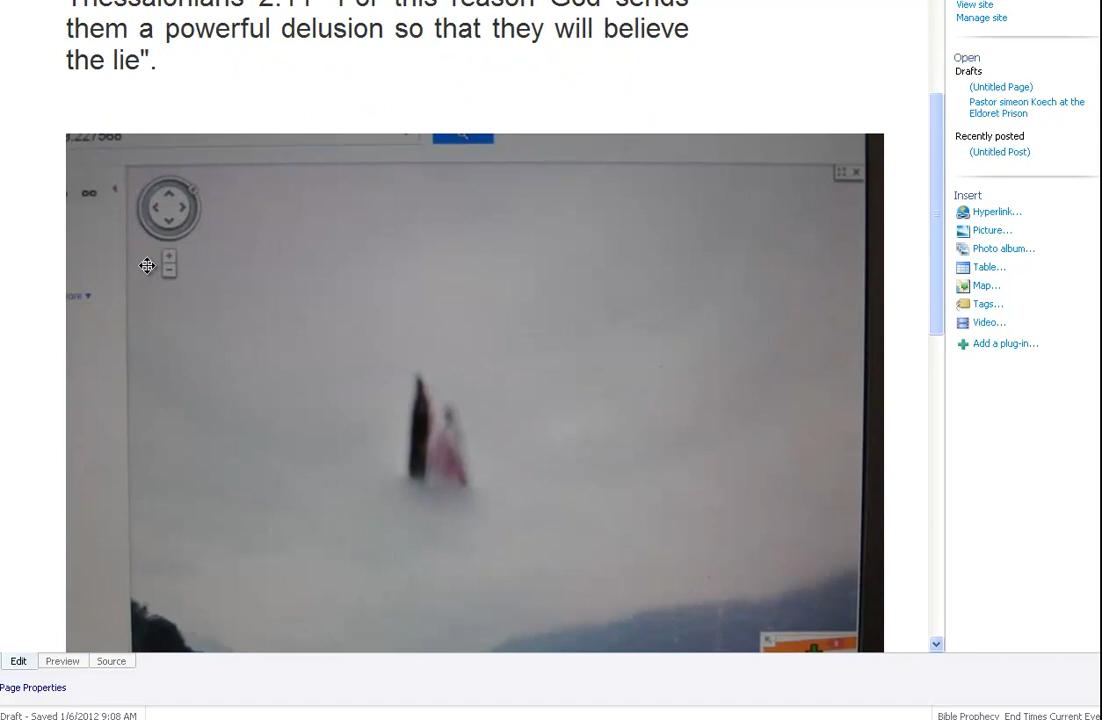 Thessalonians 2:11 "For this reason God sends
them a powerful delusion so that they will believe
the lie".
View site
Manage site
Open
Drafts
(Untitled Page)
Pastor simeon Koech at the
Eldoret Prison
Recently posted
(Untitled Post)
Insert
Hyperlink...
Picture...
Photo album...
Table...
Map...
Tags...
Video...
Add a plug-in...
Edit
Preview
Source
Page Properties
Draft - Saved 1/6/2012 9:08 AM
Bible Prophecy End Times Current Eve